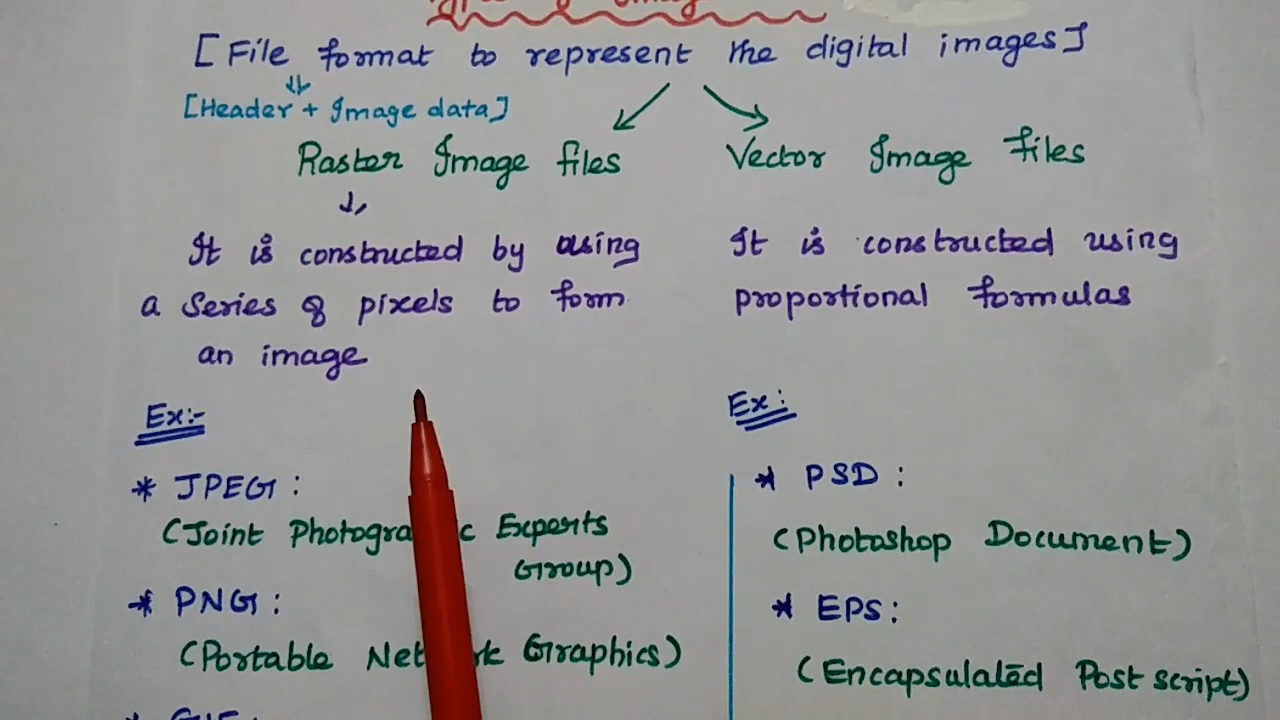 [File format to represent the digital images]
[Header + Image data]
Raster Image files
It is constructed by using
a series of pixels to form
an image
Ex:-
* JPEG :
(Joint Photographic Experts
Group)
* PNG :
(Portable Network Graphics)
Vector Image Files
It is constructed using
proportional formulas
Ex :
* PSD :
(Photoshop Document)
* EPS :
(Encapsulated Post script)